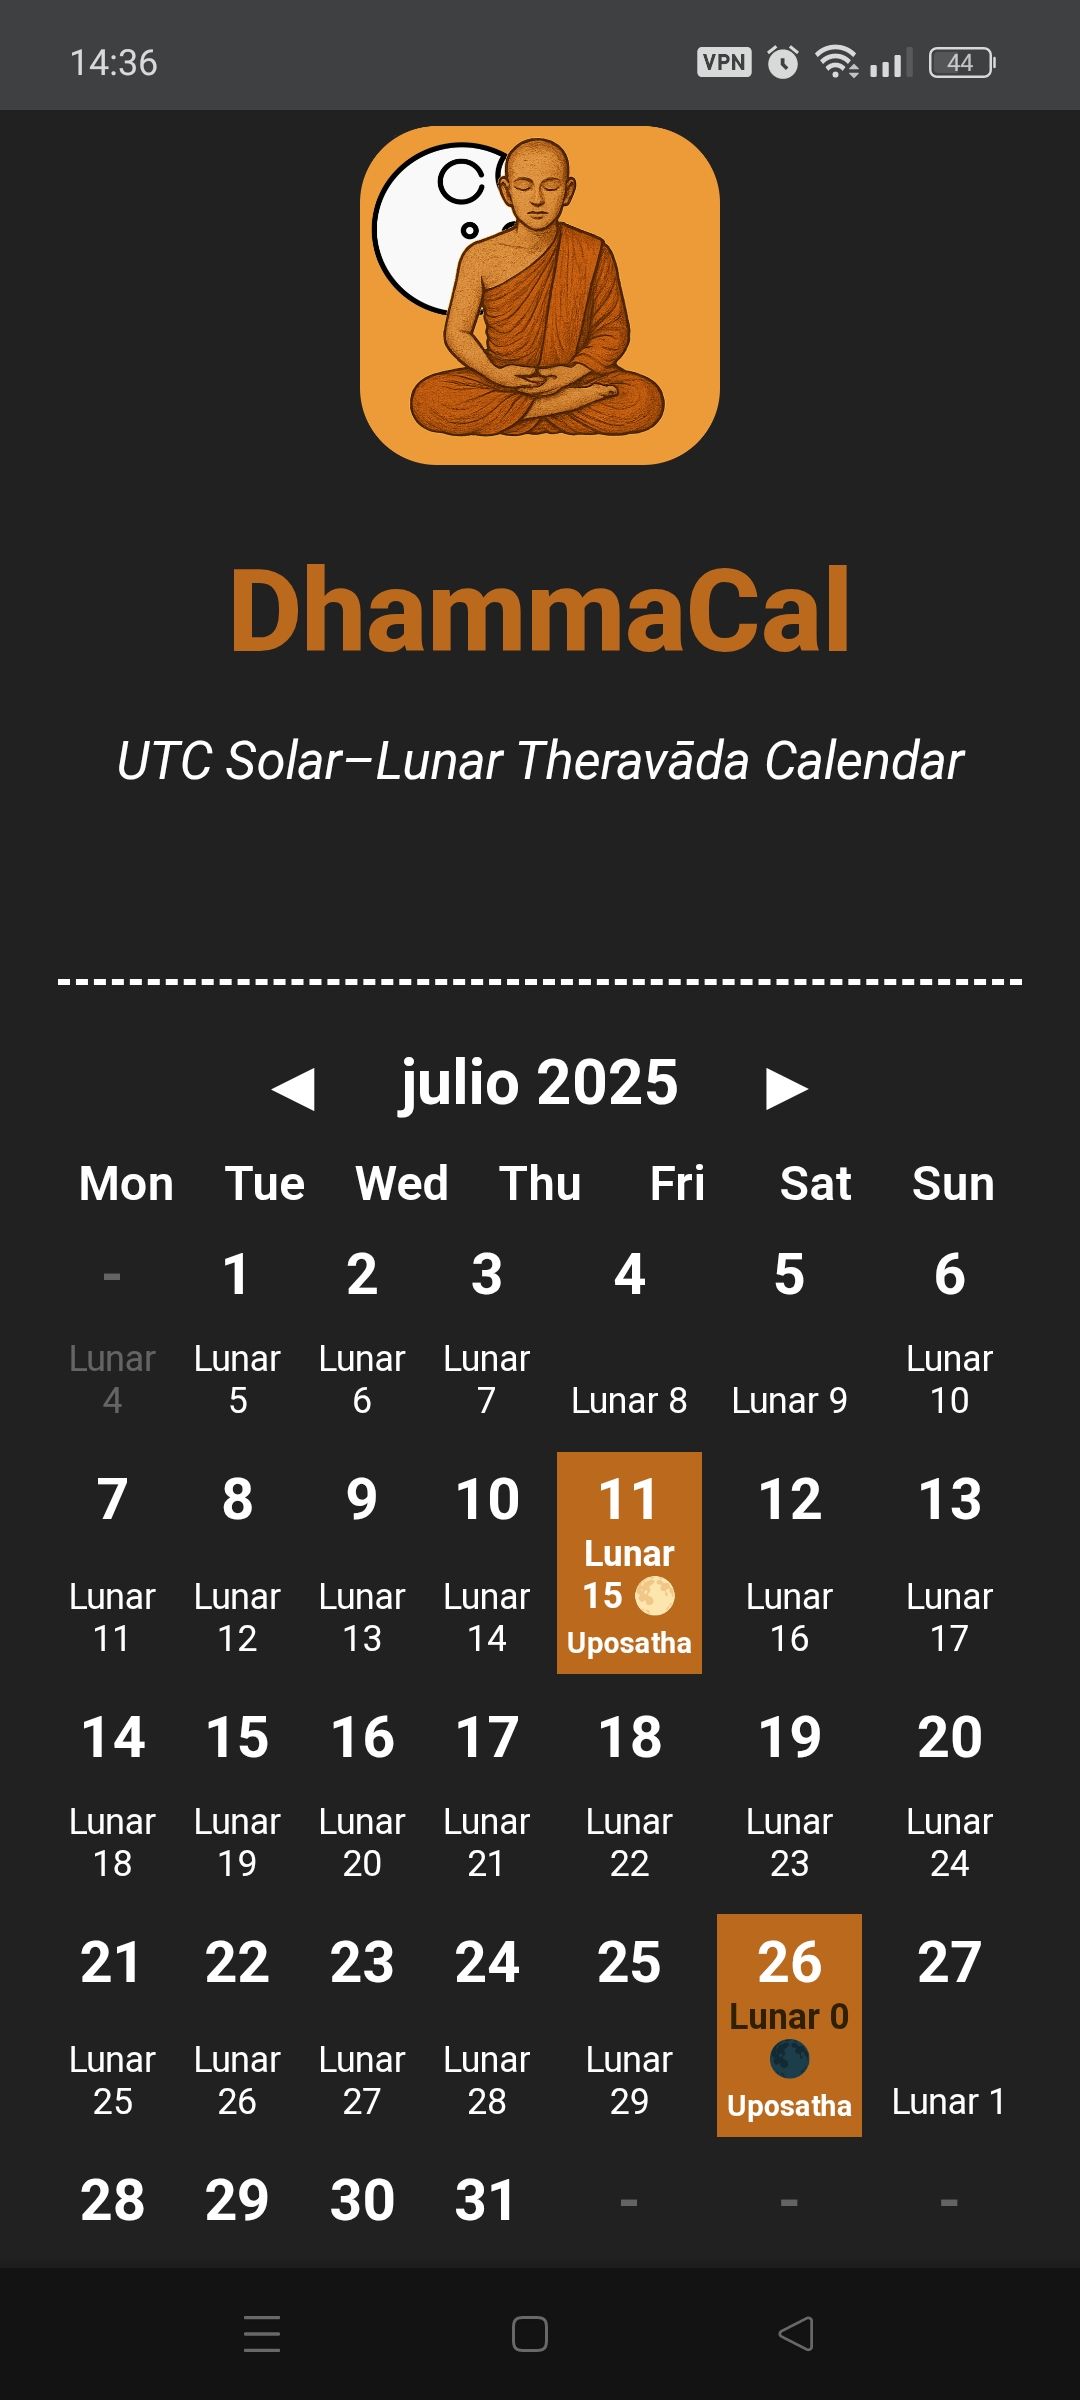 14:36 VPN 44
DhammaCal
UTC Solar–Lunar Theravāda Calendar
◀ julio 2025 ▶
Mon Tue Wed Thu Fri Sat Sun
- 1 2 3 4 5 6
Lunar 4 Lunar 5 Lunar 6 Lunar 7 Lunar 8 Lunar 9 Lunar 10
7 8 9 10 11 12 13
Lunar 11 Lunar 12 Lunar 13 Lunar 14 Lunar 15 🌕 Uposatha Lunar 16 Lunar 17
14 15 16 17 18 19 20
Lunar 18 Lunar 19 Lunar 20 Lunar 21 Lunar 22 Lunar 23 Lunar 24
21 22 23 24 25 26 27
Lunar 25 Lunar 26 Lunar 27 Lunar 28 Lunar 29 Lunar 0 🌑 Uposatha Lunar 1
28 29 30 31 - - -